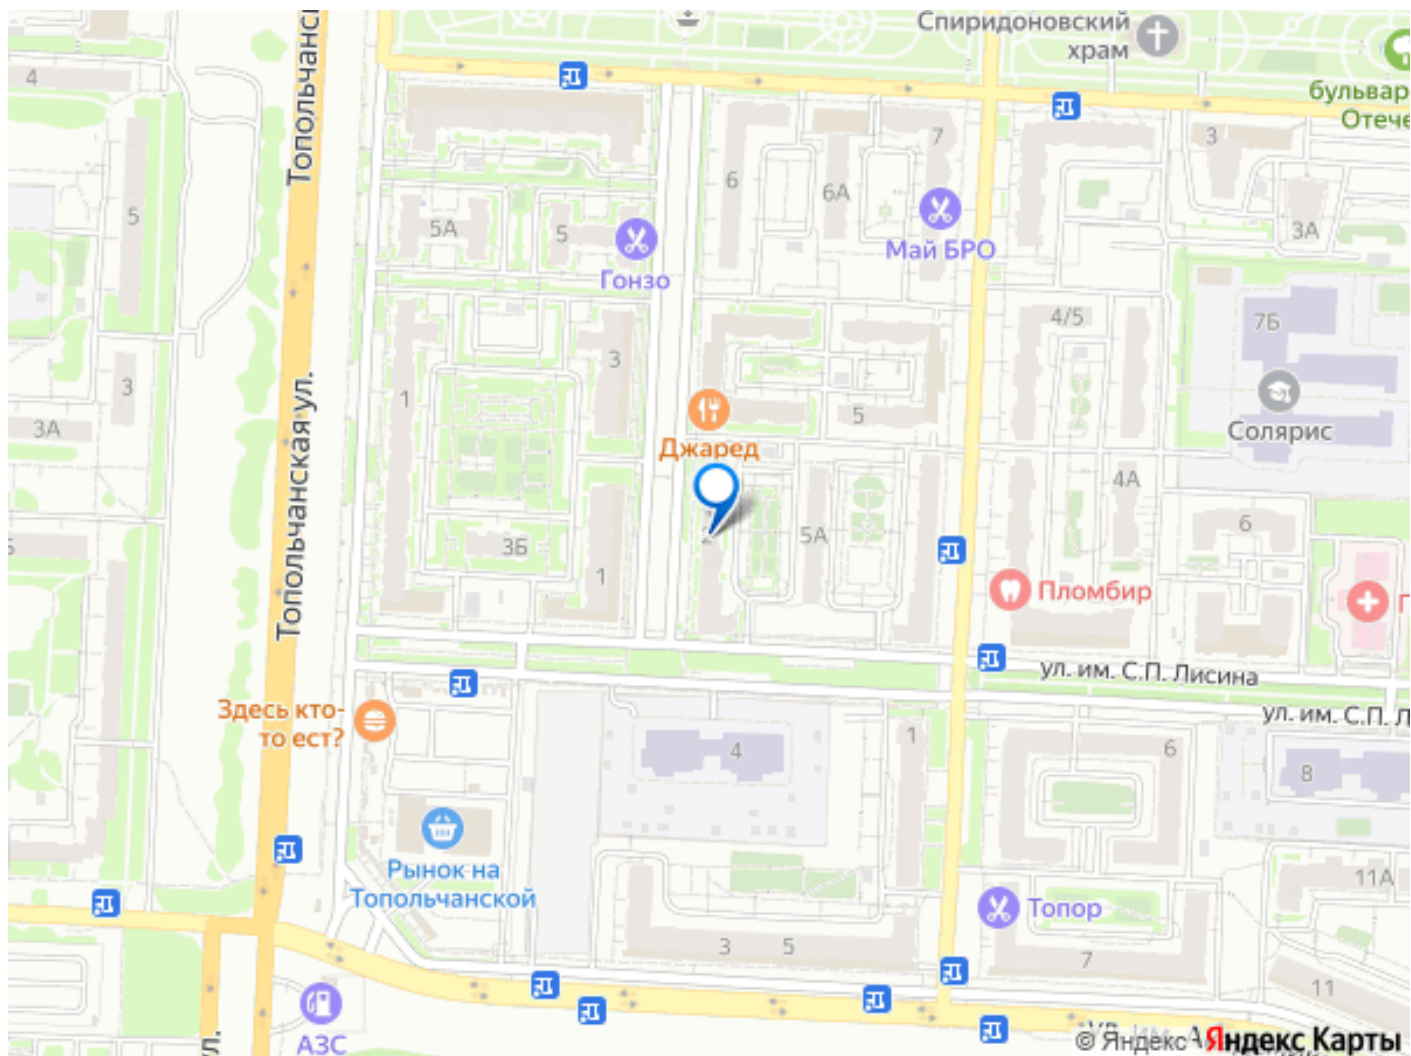 Спиридоновский
храм
4
Топольчанск
бульвар
Отече
7
3
6
6А
5
5А
5
3А
Май БРО
Гонзо
4/5
7Б
3
1
3
5
3А
Топольчанская ул.
Солярис
Джаред
4А
6
2
5А
3Б
1
Пломбир
П
ул. им. С.П. Лисина
ул. им. С.П. Л
Здесь кто-
то ест?
4
1
6
8
Рынок на
Топольчанской
11А
Топор
3
5
7
11
АЗС
© Яндекс Яндекс Карты